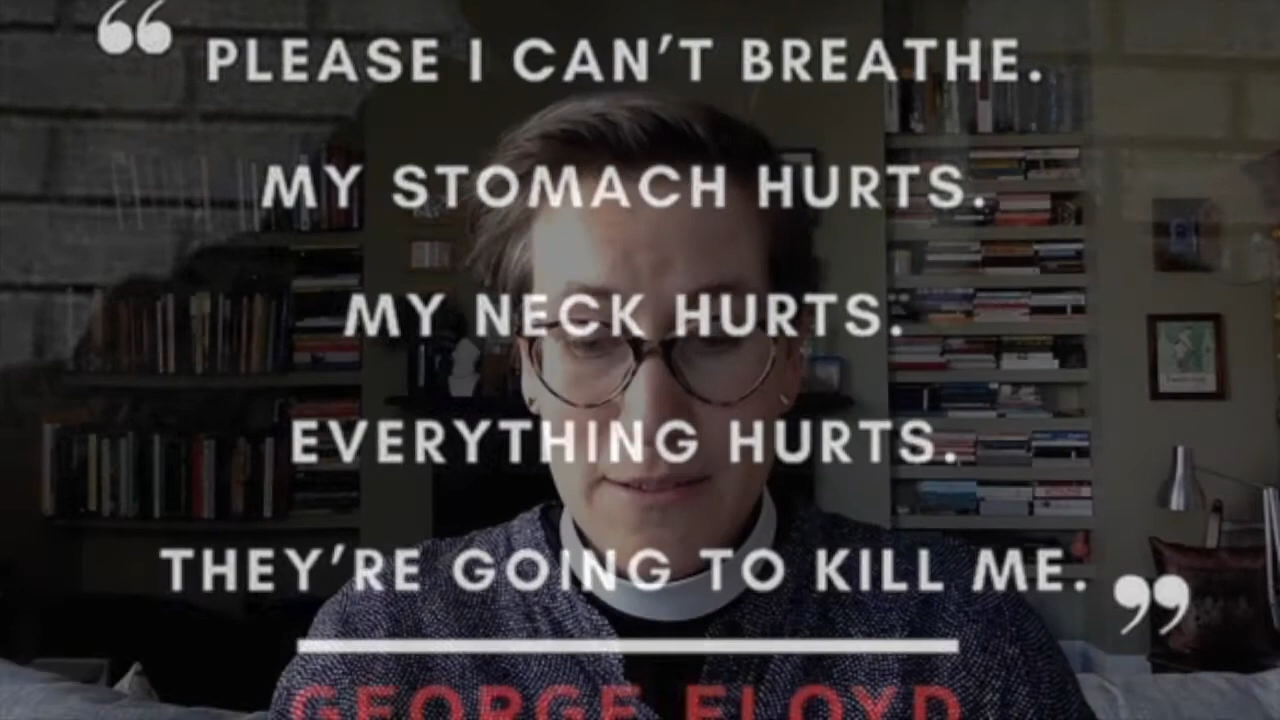 “ PLEASE I CAN’T BREATHE.
MY STOMACH HURTS.
MY NECK HURTS.
EVERYTHING HURTS.
THEY’RE GOING TO KILL ME. ”
GEORGE FLOYD